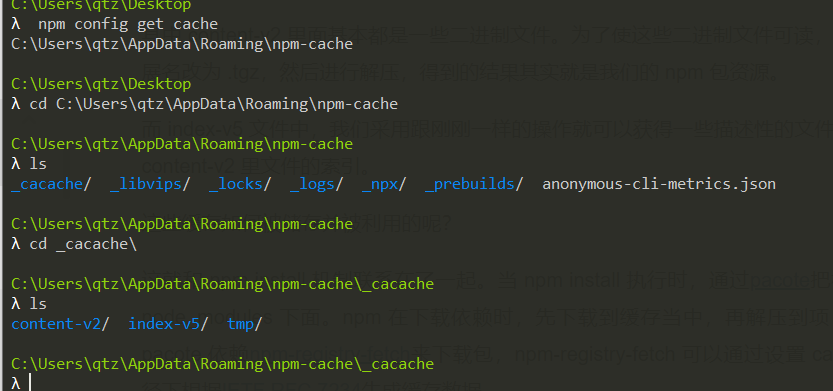 C:\Users\qtz\Desktop
λ npm config get cache
C:\Users\qtz\AppData\Roaming\npm-cache
C:\Users\qtz\Desktop
λ cd C:\Users\qtz\AppData\Roaming\npm-cache
C:\Users\qtz\AppData\Roaming\npm-cache
λ ls
_cacache/ _libvips/ _locks/ _logs/ _npx/ _prebuilds/ anonymous-cli-metrics.json
C:\Users\qtz\AppData\Roaming\npm-cache
λ cd _cacache\
C:\Users\qtz\AppData\Roaming\npm-cache\_cacache
λ ls
content-v2/ index-v5/ tmp/
C:\Users\qtz\AppData\Roaming\npm-cache\_cacache
λ